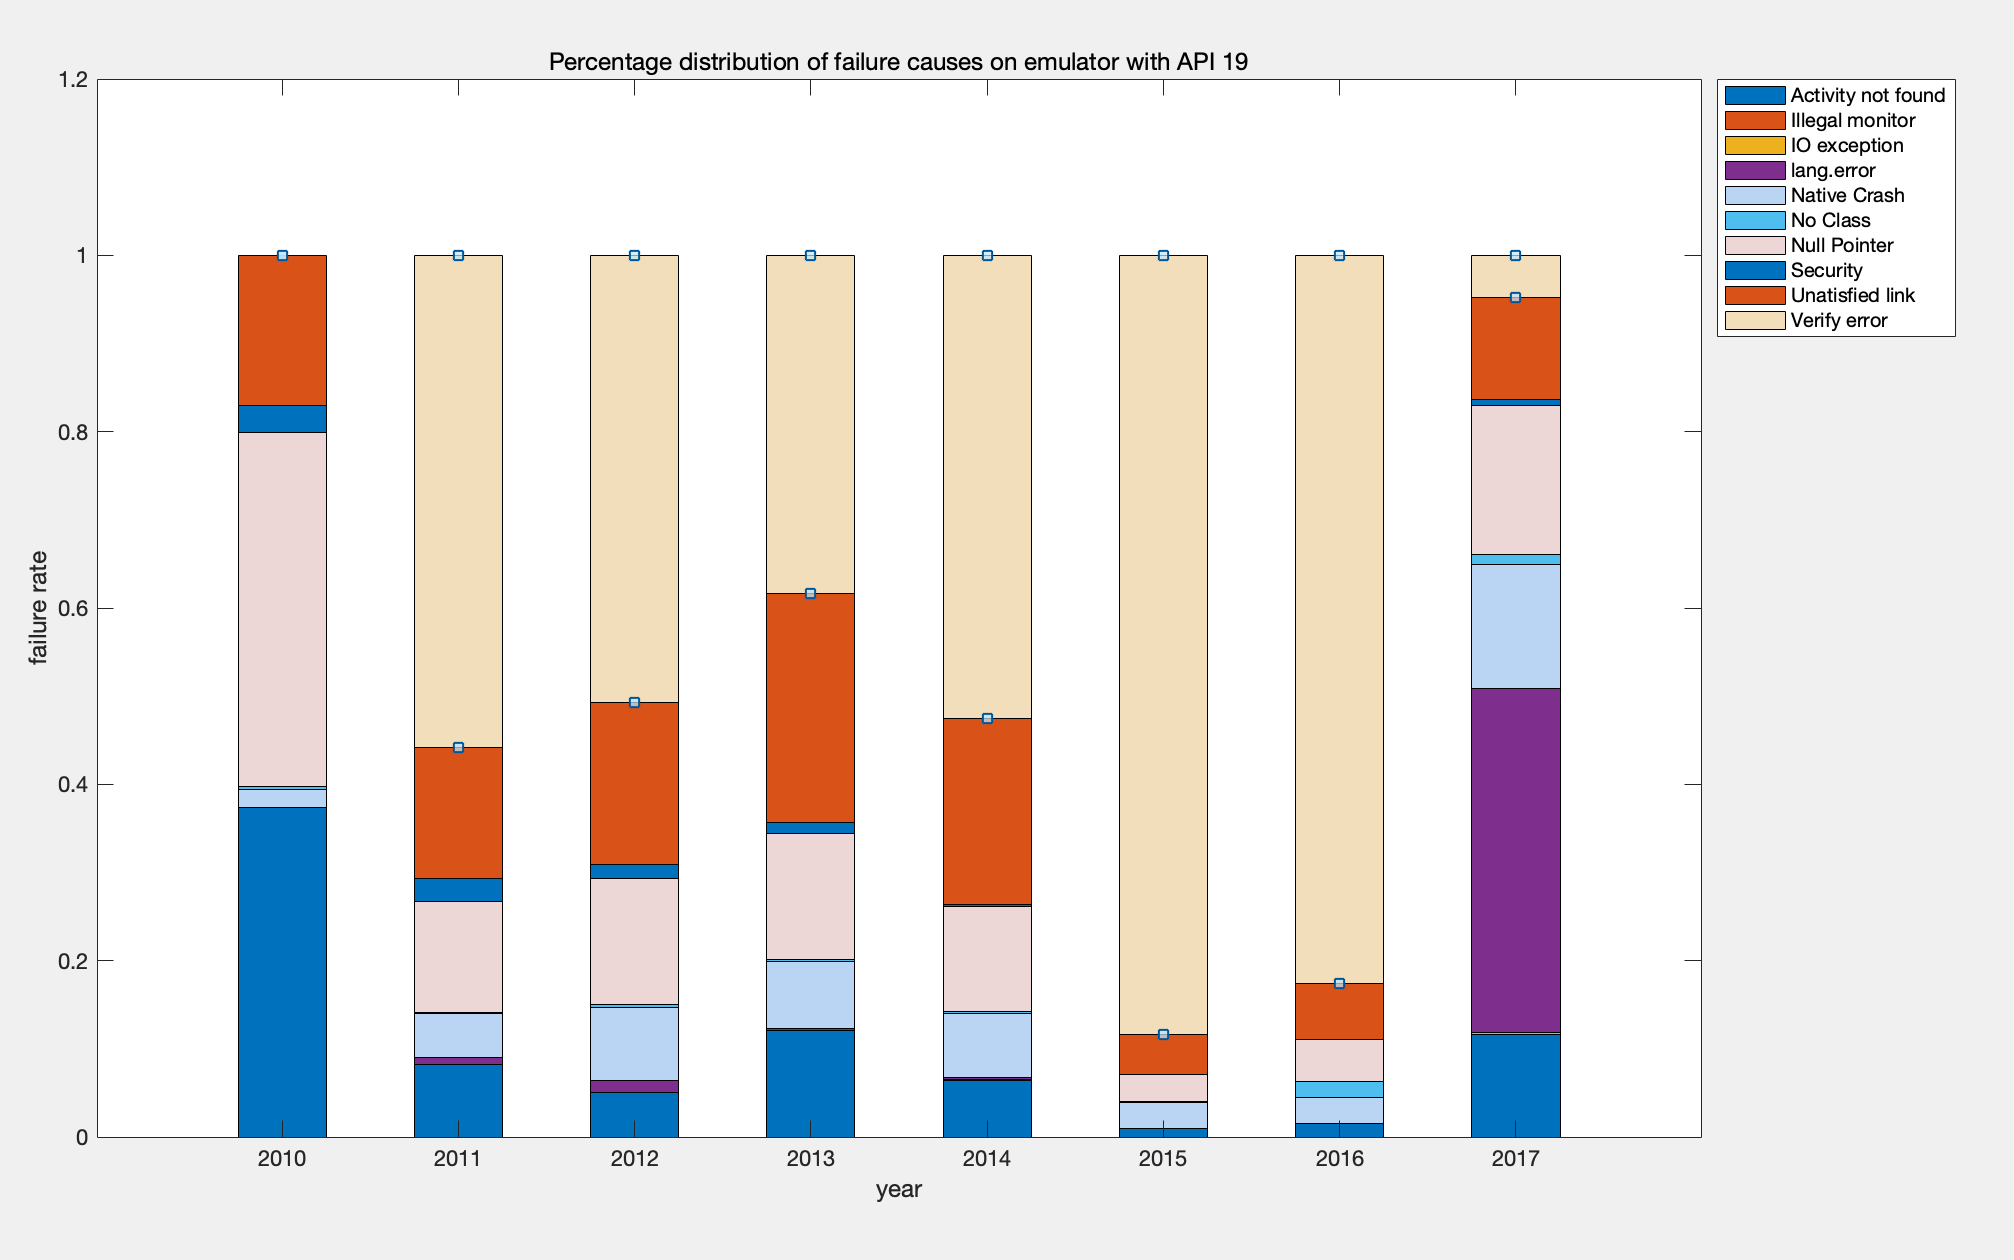 Percentage distribution of failure causes on emulator with API 19
1.2
1
0.8
0.6
0.4
0.2
0
failure rate
2010 2011 2012 2013 2014 2015 2016 2017
year
Activity not found
Illegal monitor
IO exception
lang.error
Native Crash
No Class
Null Pointer
Security
Unatisfied link
Verify error